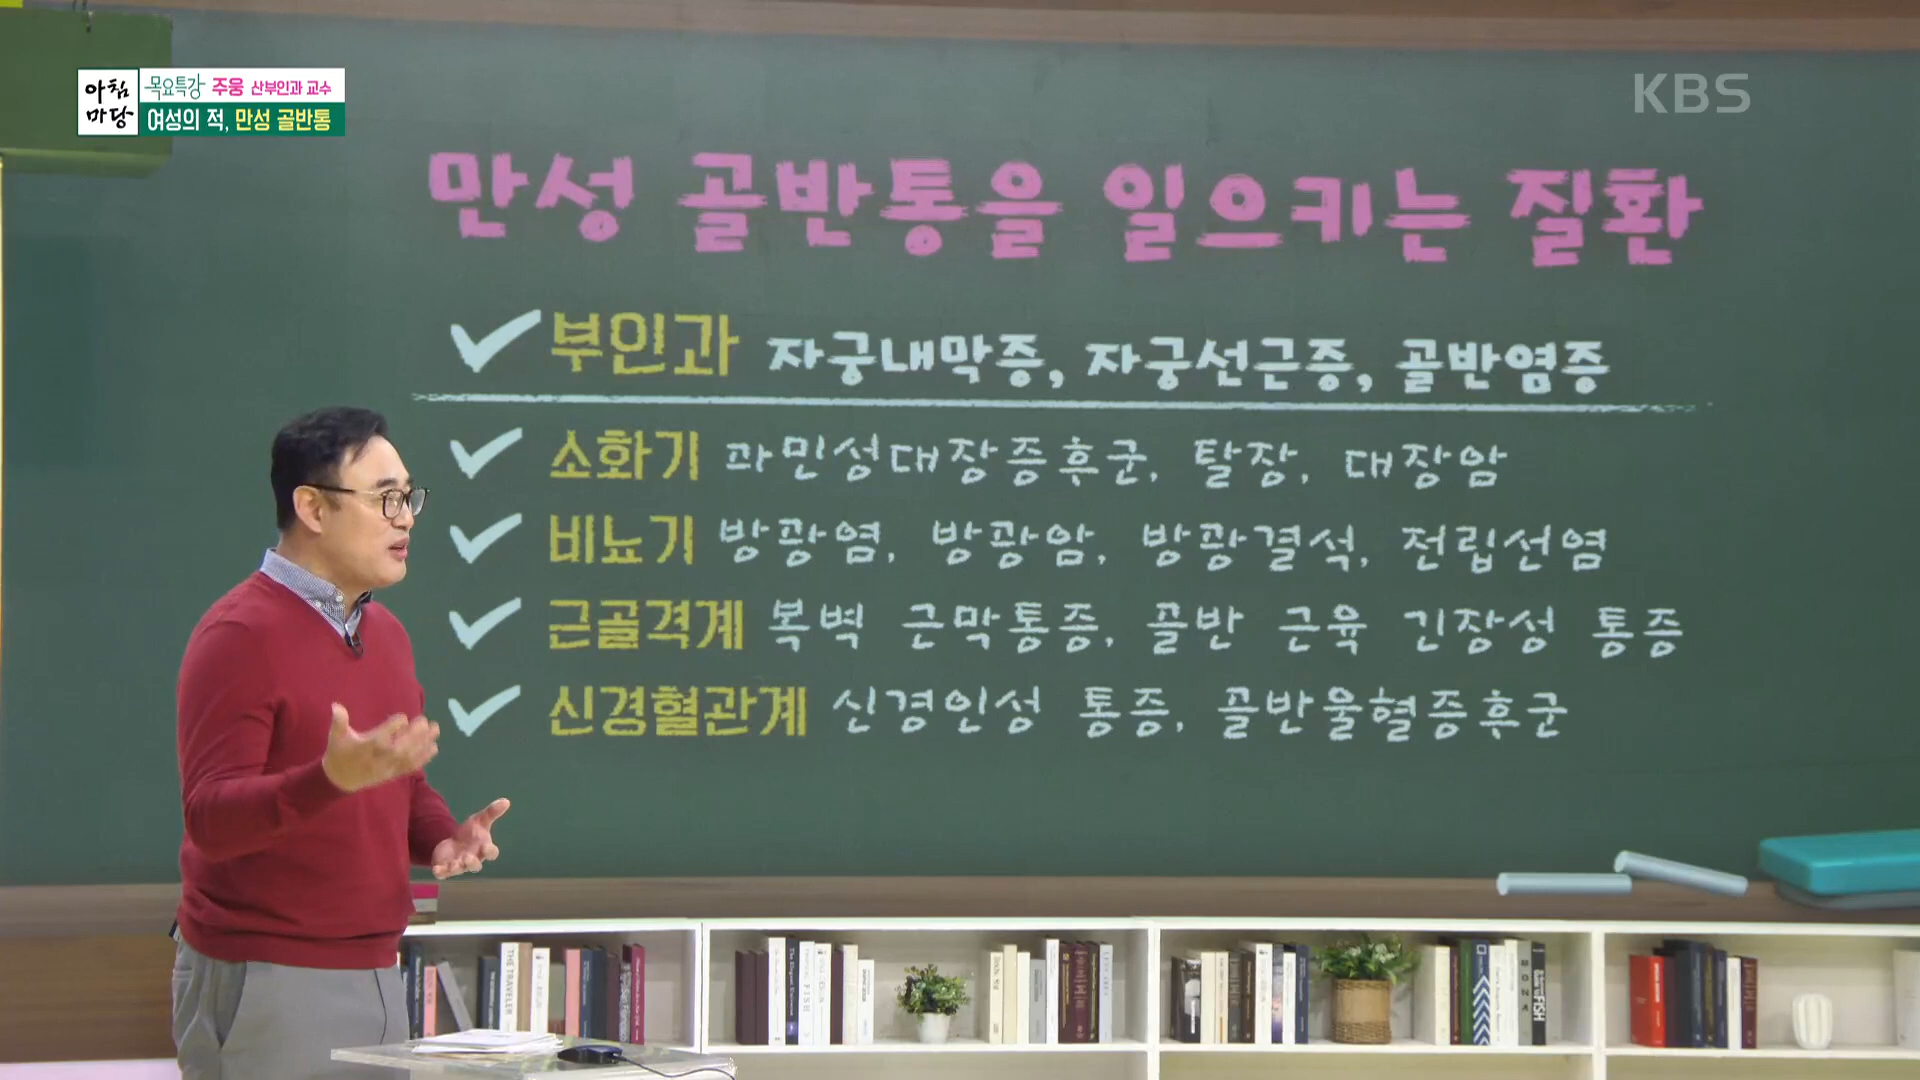 아침
마당
목요특강 주웅 산부인과 교수
여성의 적, 만성 골반통
KBS
만성 골반통을 일으키는 질환
부인과 자궁내막증, 자궁선근증, 골반염증
소화기 과민성대장증후군, 탈장, 대장암
비뇨기 방광염, 방광암, 방광결석, 전립선염
근골격계 복벽 근막통증, 골반 근육 긴장성 통증
신경혈관계 신경인성 통증, 골반울혈증후군
THE TRAVELER
FISH